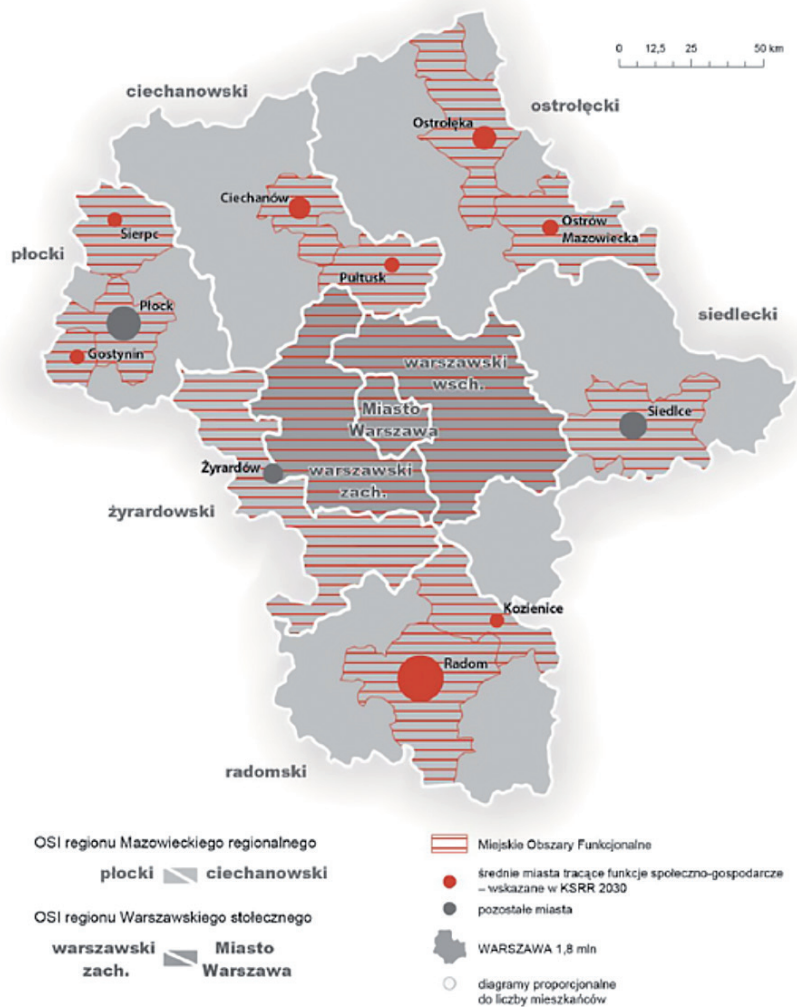 0 12,5 25 50 km
ciechanowski
ostrołęcki
Ostrołęka
Ciechanów
Ostrów
Mazowiecka
Sierpc
płocki
Pułtusk
Płock
siedlecki
Gostynin
warszawski
wsch.
Miasto
Warszawa
Siedlce
Żyrardów
warszawski
zach.
żyrardowski
Kozienice
Radom
radomski
OSI regionu Mazowieckiego regionalnego
płocki ciechanowski
OSI regionu Warszawskiego stołecznego
warszawski
zach.
Miasto
Warszawa
Miejskie Obszary Funkcjonalne
średnie miasta tracące funkcje społeczno-gospodarcze
– wskazane w KSRR 2030
pozostałe miasta
WARSZAWA 1,8 mln
diagramy proporcjonalne
do liczby mieszkańców